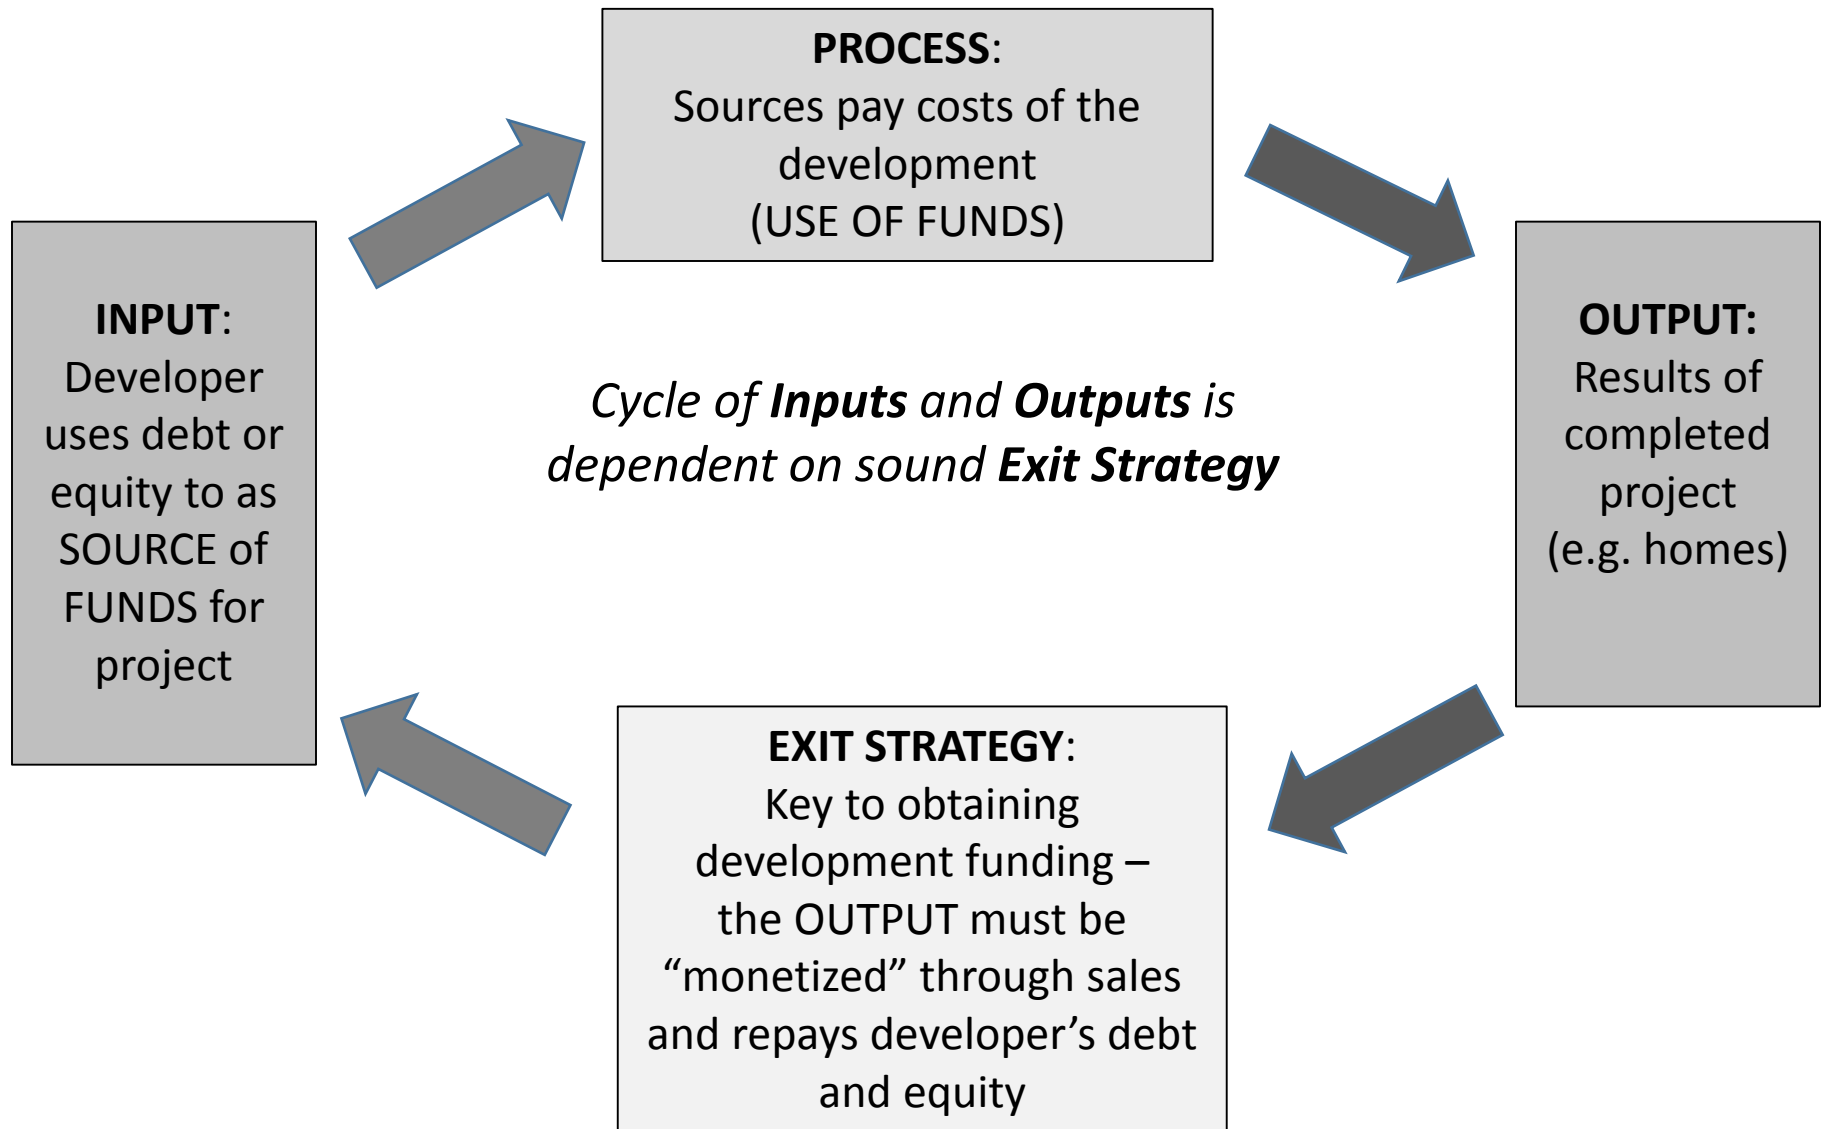 PROCESS:
Sources pay costs of the
development
(USE OF FUNDS)
INPUT:
Developer
uses debt or
equity to as
SOURCE of
FUNDS for
project
Cycle of Inputs and Outputs is
dependent on sound Exit Strategy
OUTPUT:
Results of
completed
project
(e.g. homes)
EXIT STRATEGY:
Key to obtaining
development funding –
the OUTPUT must be
“monetized” through sales
and repays developer’s debt
and equity